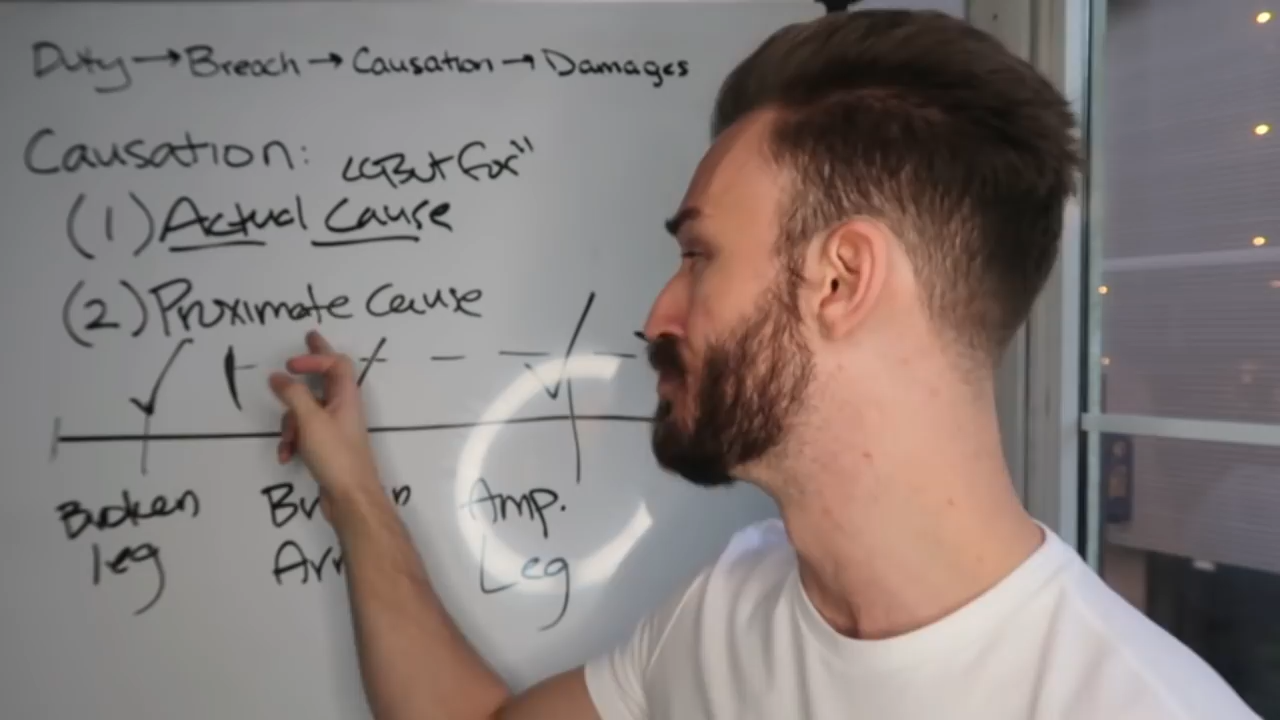 Duty → Breach → Causation → Damages
Causation:
"But for"
(1) Actual Cause
(2) Proximate Cause
Broken Amp.
leg Leg